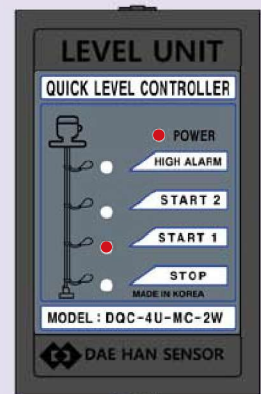 LEVEL UNIT
QUICK LEVEL CONTROLLER
POWER
HIGH ALARM
START 2
START 1
STOP
MADE IN KOREA
MODEL : DQC-4U-MC-2W
DAE HAN SENSOR